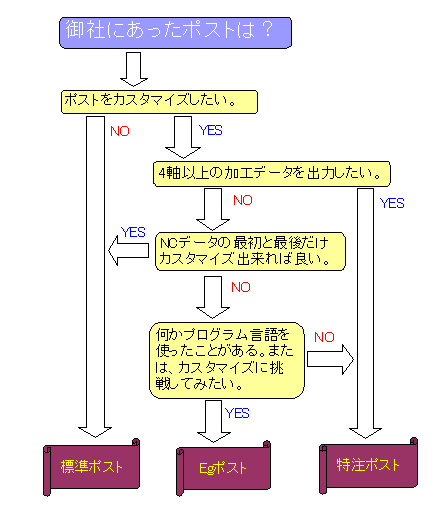 御社にあったポストは？
ポストをカスタマイズしたい。
NO
YES
4軸以上の加工データを出力したい。
NO
YES
YES
NCデータの最初と最後だけ
カスタマイズ出来れば良い。
NO
何かプログラム言語を
使ったことがある。また
は、カスタマイズに挑
戦してみたい。
NO
YES
標準ポスト
Egポスト
特注ポスト